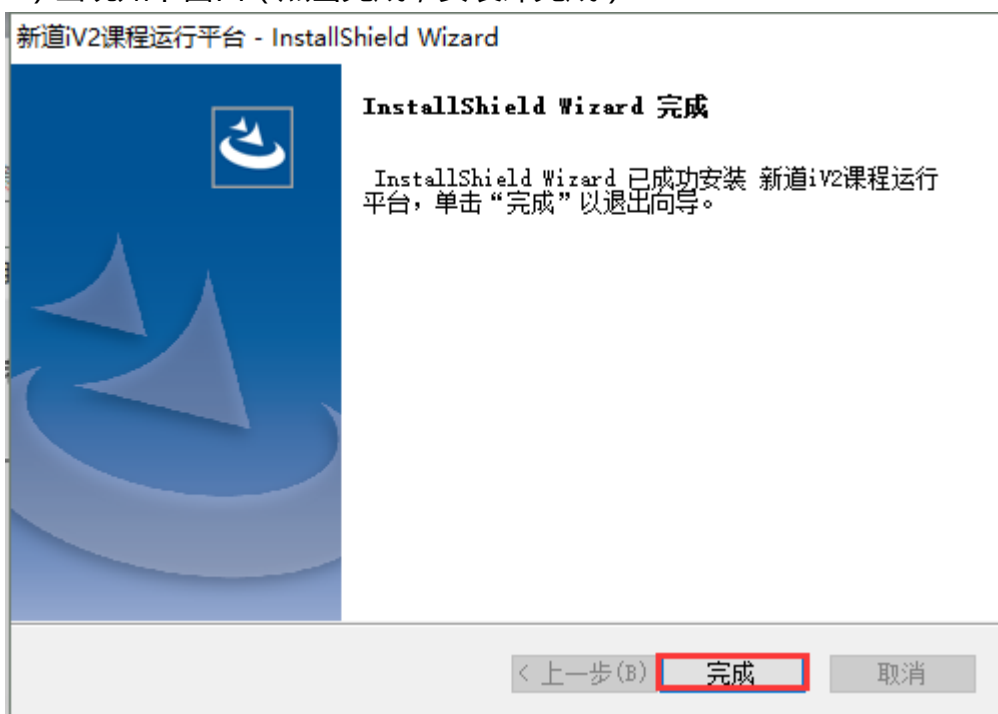 新道iV2课程运行平台 - InstallShield Wizard
InstallShield Wizard 完成
InstallShield Wizard 已成功安装 新道iV2课程运行
平台，单击“完成”以退出向导。
< 上一步(B)
完成
取消